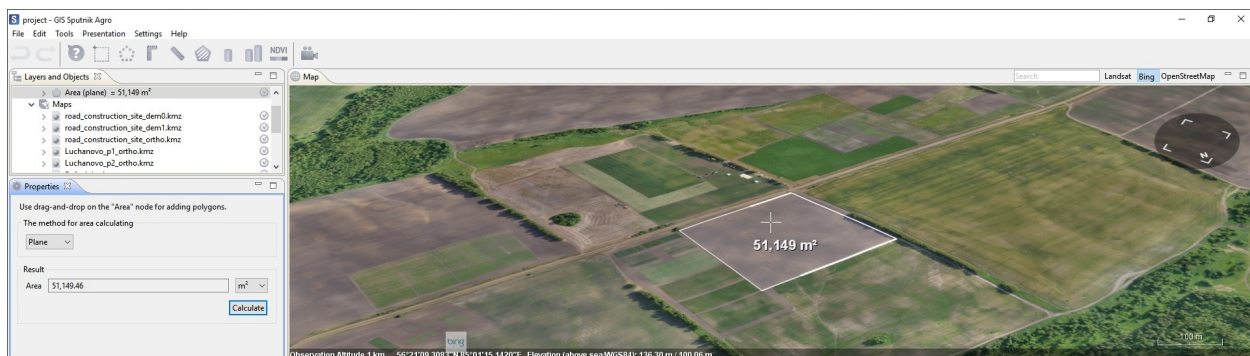 project - GIS Sputnik Agro
File Edit Tools Presentation Settings Help
NDVI
Layers and Objects
Area (plane) = 51,149 m²
Maps
road_construction_site_dem0.kmz
road_construction_site_dem1.kmz
road_construction_site_ortho.kmz
Luchanovo_p1_ortho.kmz
Luchanovo_p2_ortho.kmz
Properties
Use drag-and-drop on the "Area" node for adding polygons.
The method for area calculating
Plane
Result
Area 51,149.46 m²
Calculate
Map
Search Landsat Bing OpenStreetMap
N
51,149 m²
100 m
bing
Observation Altitude 1 km 56°21'09.3083"N 85°01'15.1420"E Elevation (above sea/WGS84): 136.30 m / 100.06 m